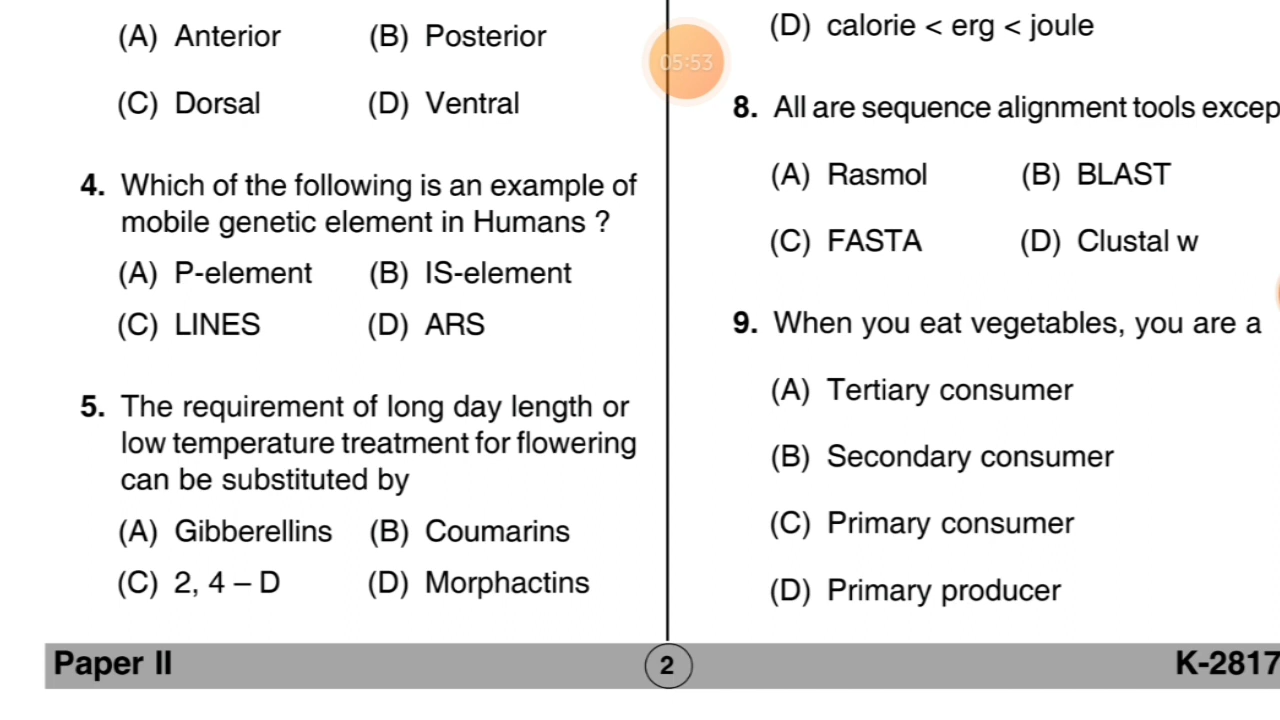 (A) Anterior (B) Posterior
(C) Dorsal (D) Ventral
4. Which of the following is an example of
mobile genetic element in Humans ?
(A) P-element (B) IS-element
(C) LINES (D) ARS
5. The requirement of long day length or
low temperature treatment for flowering
can be substituted by
(A) Gibberellins (B) Coumarins
(C) 2, 4 – D (D) Morphactins
(D) calorie < erg < joule
05:53
8. All are sequence alignment tools excep
(A) Rasmol (B) BLAST
(C) FASTA (D) Clustal w
9. When you eat vegetables, you are a
(A) Tertiary consumer
(B) Secondary consumer
(C) Primary consumer
(D) Primary producer
Paper II 2 K-2817